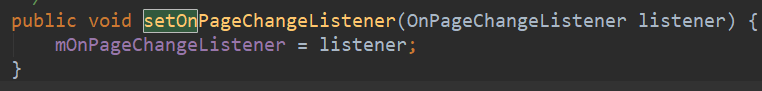 public void setOnPageChangeListener(OnPageChangeListener listener) {
    mOnPageChangeListener = listener;
}